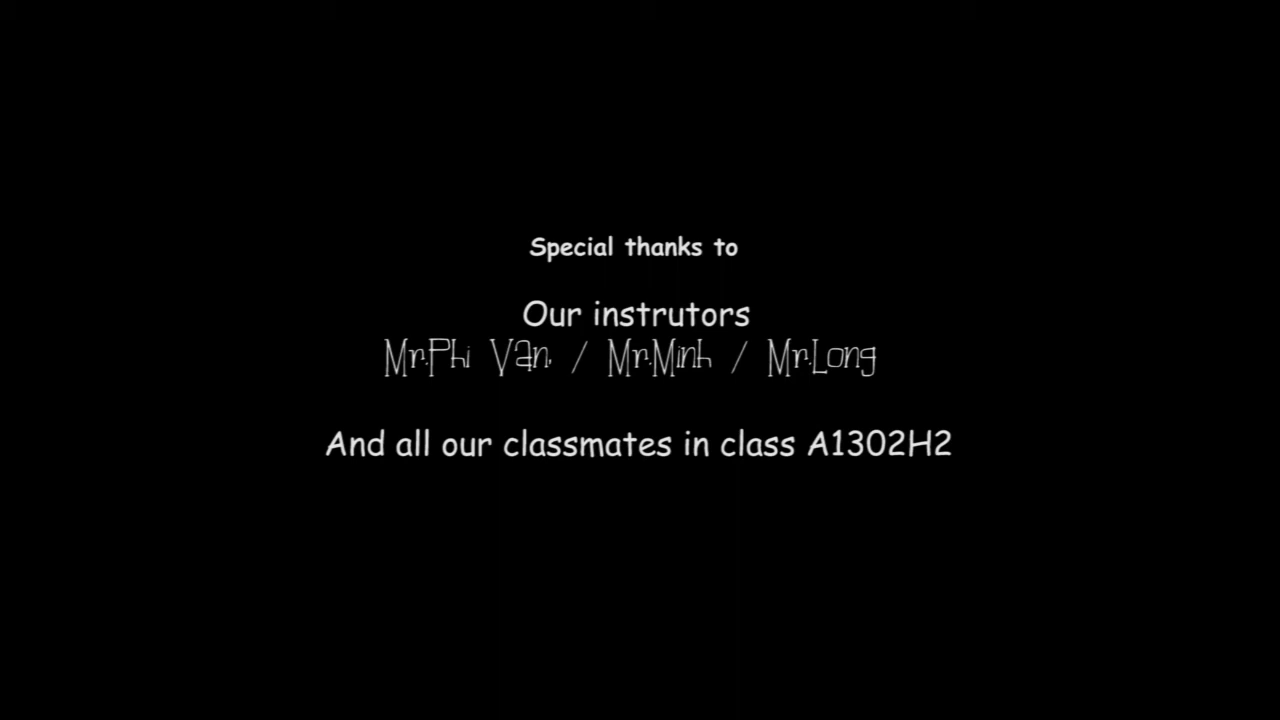 Special thanks to
Our instrutors
Mr.Phi Van, / Mr.Minh / Mr.Long
And all our classmates in class A1302H2